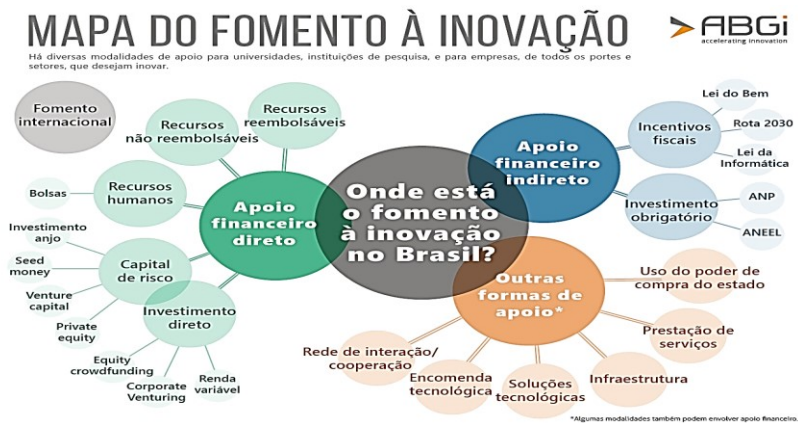 MAPA DO FOMENTO À INOVAÇÃO
ABGi
accelerating innovation
Há diversas modalidades de apoio para universidades, instituições de pesquisa, e para empresas, de todos os portes e
setores, que desejam inovar.
Fomento
internacional
Recursos
não reembolsáveis
Recursos
reembolsáveis
Recursos
humanos
Bolsas
Apoio
financeiro
direto
Investimento
anjo
Seed
money
Venture
capital
Private
equity
Capital
de risco
Investimento
direto
Equity
crowdfunding
Corporate
Venturing
Renda
variável
Onde está
o fomento
à inovação
no Brasil?
Apoio
financeiro
indireto
Incentivos
fiscais
Lei do Bem
Rota 2030
Lei da
Informática
Investimento
obrigatório
ANP
ANEEL
Outras
formas de
apoio*
Uso do poder de
compra do estado
Prestação de
serviços
Infraestrutura
Soluções
tecnológicas
Encomenda
tecnológica
Rede de interação/
cooperação
*Algumas modalidades também podem envolver apoio financeiro.